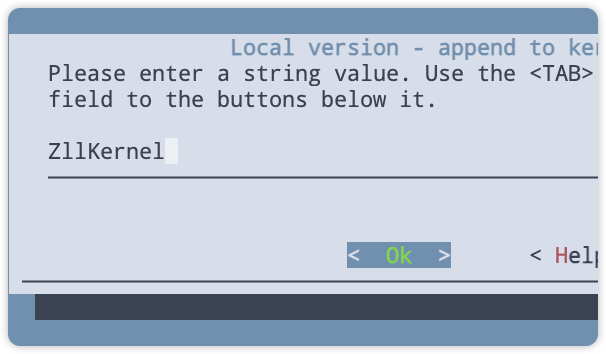 Local version - append to ke
Please enter a string value. Use the <TAB>
field to the buttons below it.
ZllKernel
< Ok > < Help